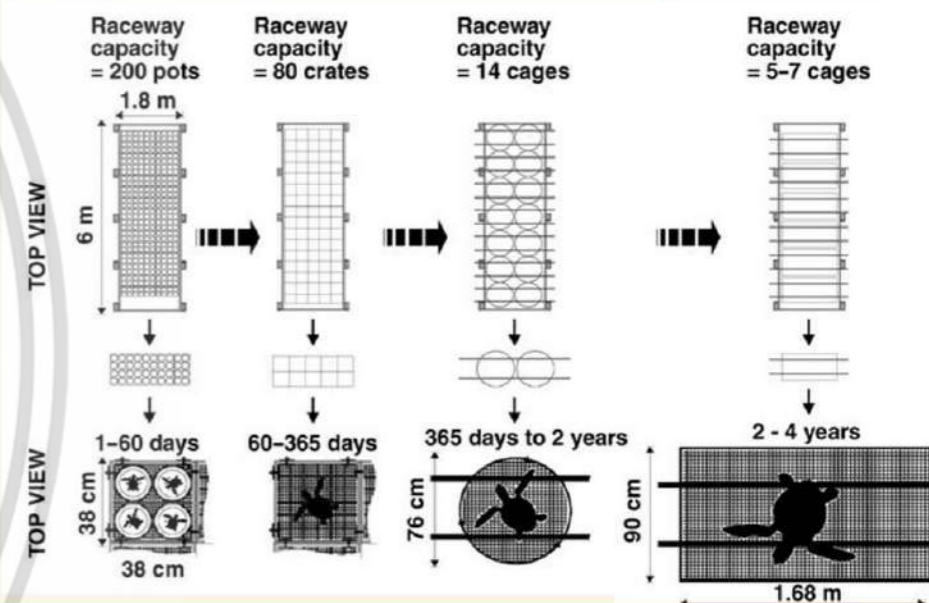 Raceway
capacity
= 200 pots
Raceway
capacity
= 80 crates
Raceway
capacity
= 14 cages
Raceway
capacity
= 5–7 cages
1.8 m
6 m
TOP VIEW
1–60 days
60–365 days
365 days to 2 years
2 - 4 years
TOP VIEW
38 cm
38 cm
76 cm
90 cm
1.68 m